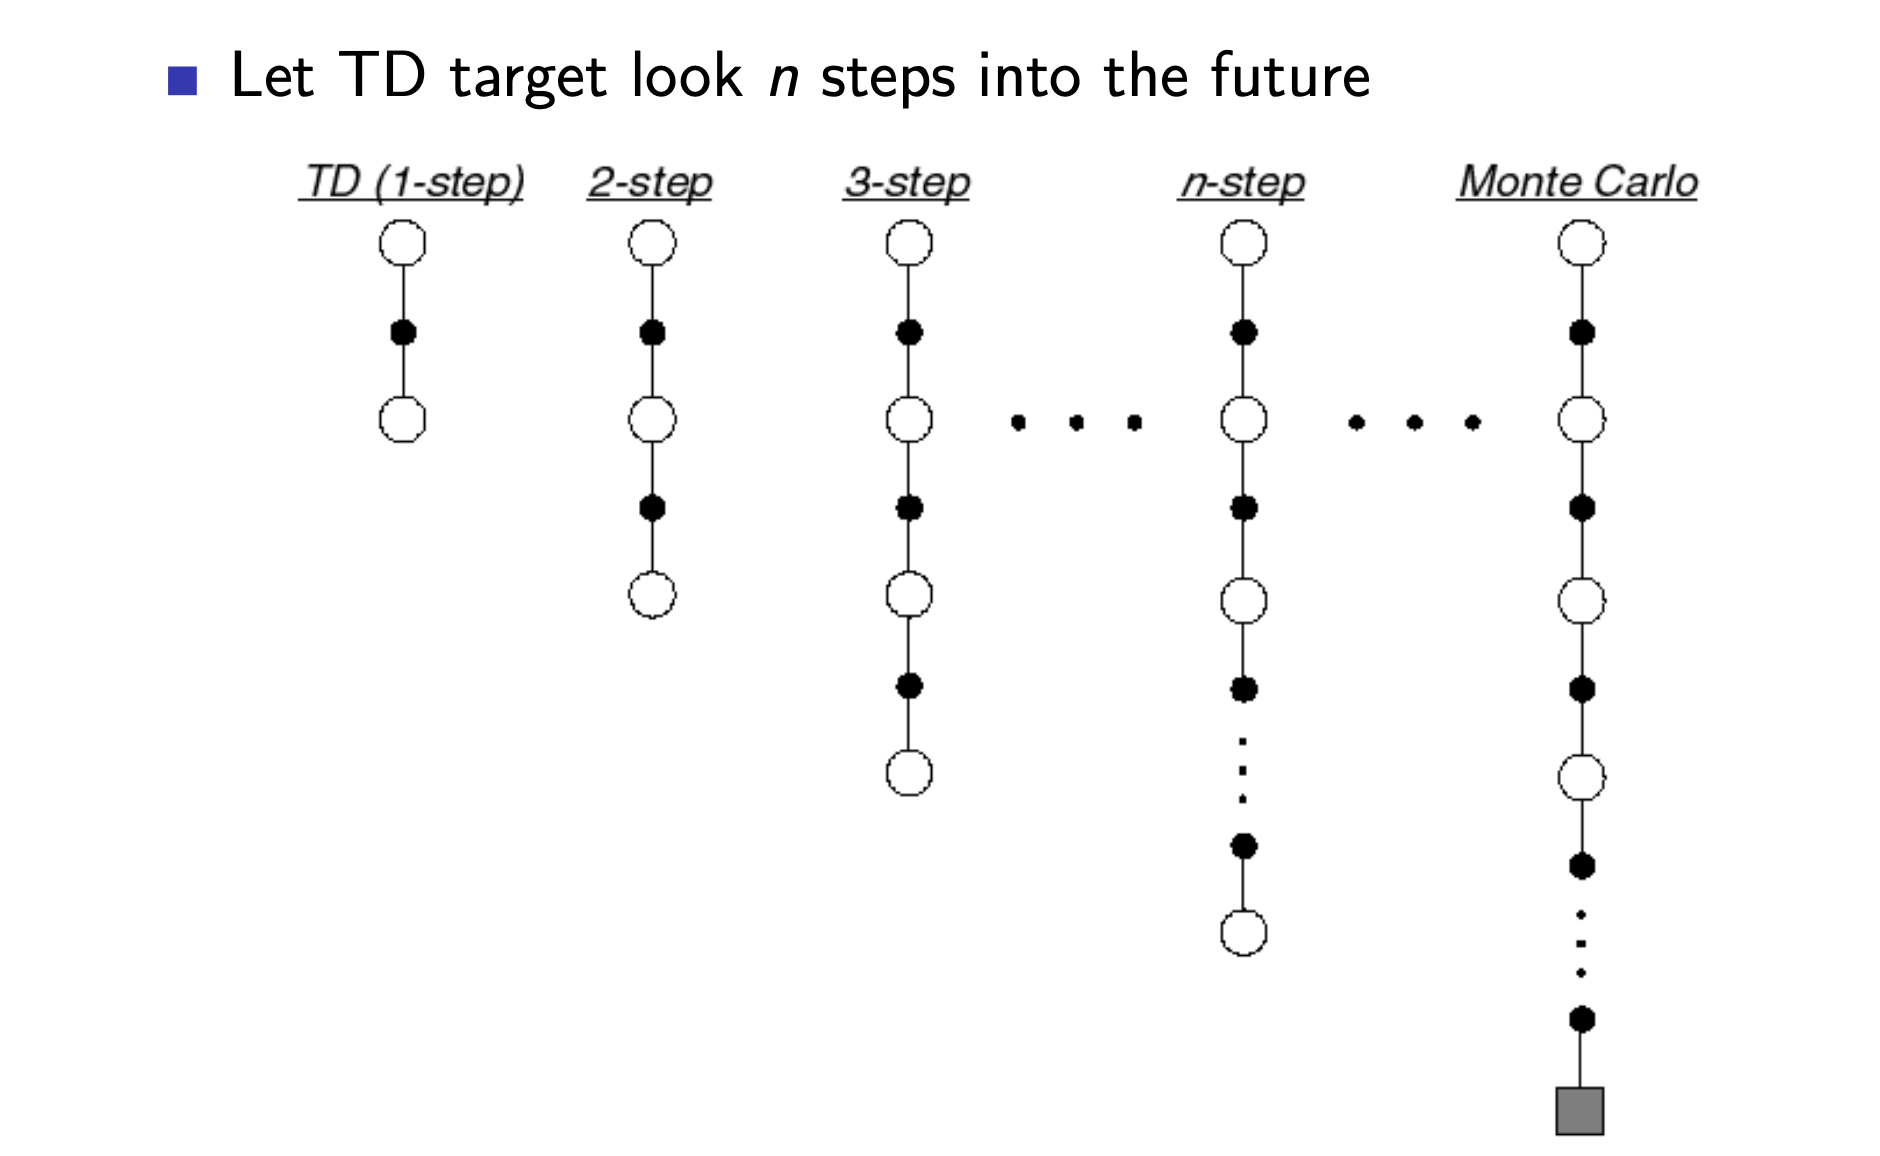 Let TD target look n steps into the future
TD (1-step) 2-step 3-step n-step Monte Carlo